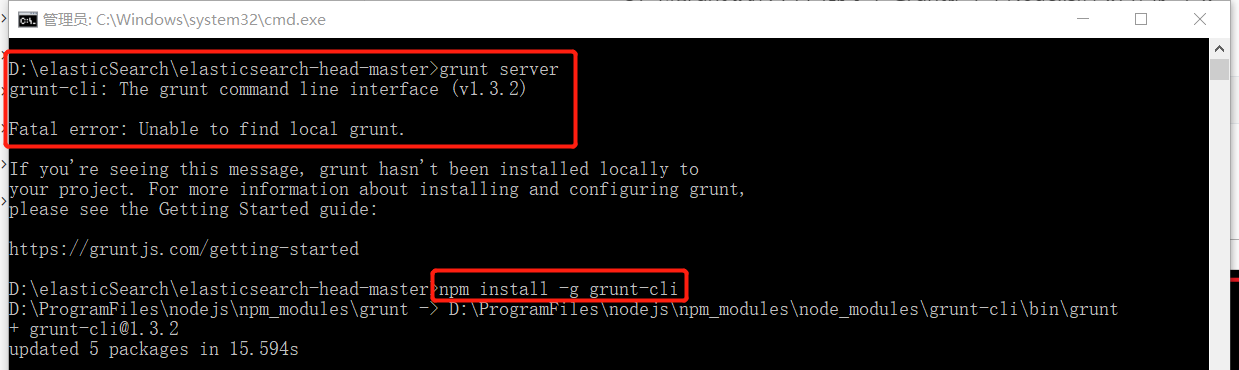 管理员: C:\Windows\system32\cmd.exe
D:\elasticSearch\elasticsearch-head-master>grunt server
grunt-cli: The grunt command line interface (v1.3.2)
Fatal error: Unable to find local grunt.
If you're seeing this message, grunt hasn't been installed locally to
your project. For more information about installing and configuring grunt,
please see the Getting Started guide:
https://gruntjs.com/getting-started
D:\elasticSearch\elasticsearch-head-master>npm install -g grunt-cli
D:\ProgramFiles\nodejs\npm_modules\grunt -> D:\ProgramFiles\nodejs\npm_modules\node_modules\grunt-cli\bin\grunt
+ grunt-cli@1.3.2
updated 5 packages in 15.594s